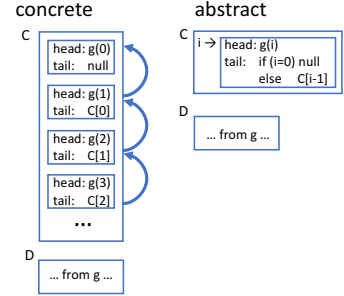 concrete
C
head: g(0)
tail: null
head: g(1)
tail: C[0]
head: g(2)
tail: C[1]
head: g(3)
tail: C[2]
...
D
... from g ...
abstract
C
i → head: g(i)
tail: if (i=0) null
else C[i-1]
D
... from g ...